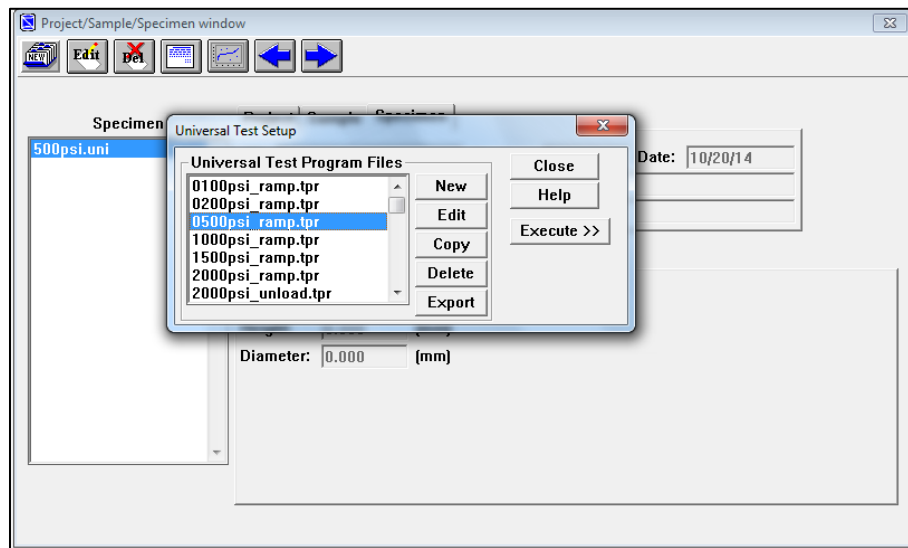 Project/Sample/Specimen window
NEW Edit Del
Specimen
500psi.uni
Universal Test Setup
Universal Test Program Files
0100psi_ramp.tpr
0200psi_ramp.tpr
0500psi_ramp.tpr
1000psi_ramp.tpr
1500psi_ramp.tpr
2000psi_ramp.tpr
2000psi_unload.tpr
New
Edit
Copy
Delete
Export
Close
Help
Execute >>
Date: 10/20/14
Diameter: 0.000 (mm)